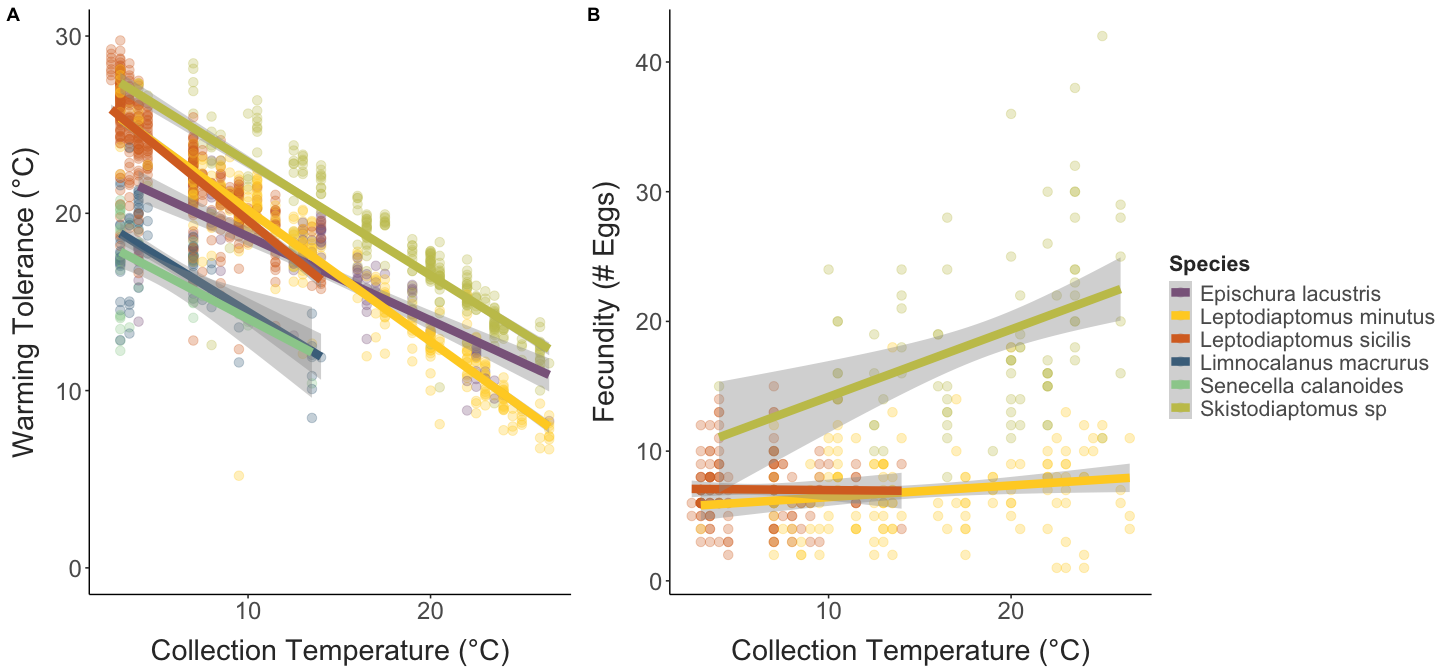 A
30
20
10
0
10
20
Warming Tolerance (°C)
Collection Temperature (°C)
B
40
30
20
10
0
10
20
Fecundity (# Eggs)
Collection Temperature (°C)
Species
Epischura lacustris
Leptodiaptomus minutus
Leptodiaptomus sicilis
Limnocalanus macrurus
Senecella calanoides
Skistodiaptomus sp